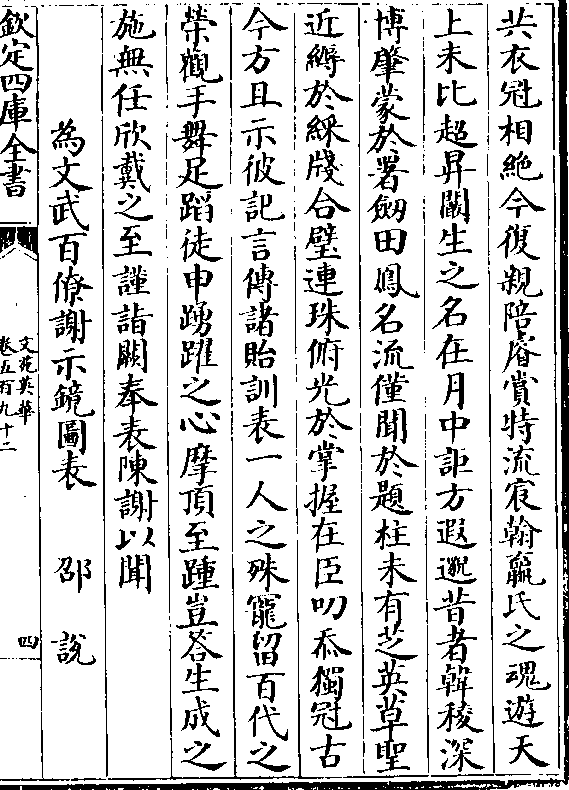 共衣冠相絶今復親陪睿賞特流宸翰羸氏之魂遊天
上未比超昇闞生之名在月中詎方遐邈昔者韓稜深
博肇蒙於署劔田鳳名流僅聞於題柱未有芝英草聖
近縟於綵牋合璧連珠俯光於掌握在臣叨忝獨冠古
今方且示彼記言傳諸貽訓表一人之殊寵留百代之
榮觀手舞足蹈徒申踴躍之心摩頂至踵豈答生成之
施無任欣戴之至謹詣闕奉表陳謝以聞
為文武百僚謝示鏡圖表 邵說
欽定四庫全書
文苑英華
卷五百九十二
四